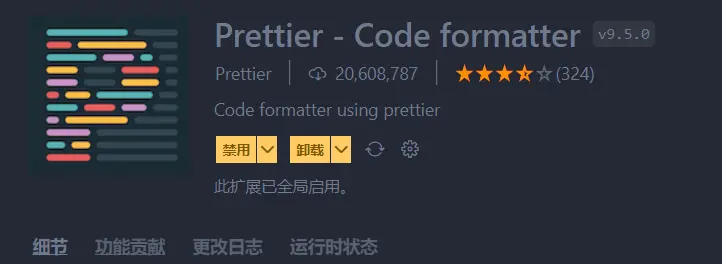 Prettier - Code formatter v9.5.0
Prettier 20,608,787 (324)
Code formatter using prettier
禁用 卸载
此扩展已全局启用。
细节 功能贡献 更改日志 运行时状态